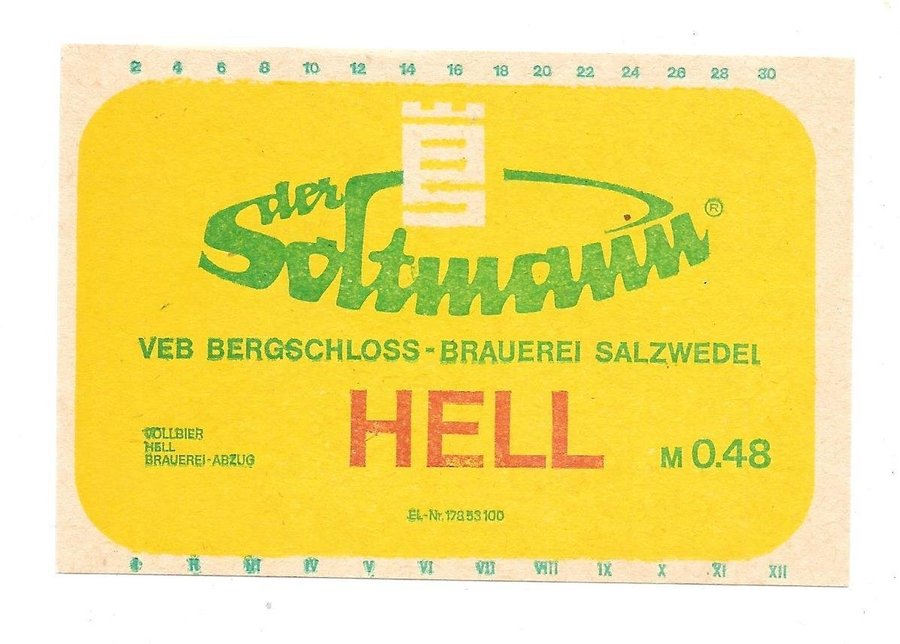 2 4 6 8 10 12 14 16 18 20 22 24 26 28 30
der
Soltmann ®
VEB BERGSCHLOSS-BRAUEREI SALZWEDEL
HELL
VOLLBIER
HELL
BRAUEREI-ABZUG
M 0.48
EL-Nr. 17853100
I II III IV V VI VII VIII IX X XI XII